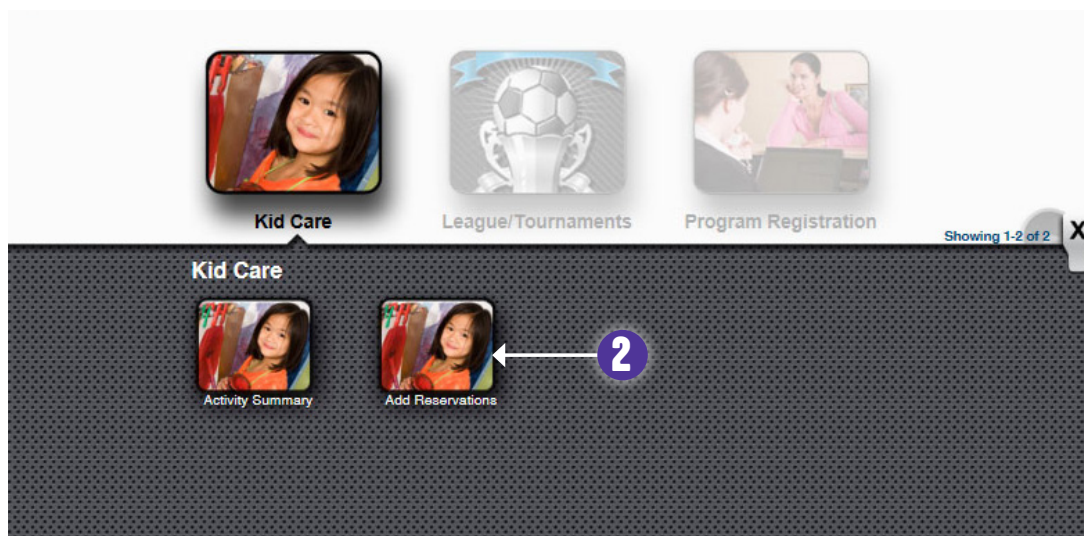 Kid Care
League/Tournaments
Program Registration
Showing 1-2 of 2
X
Kid Care
2
Activity Summary
Add Reservations